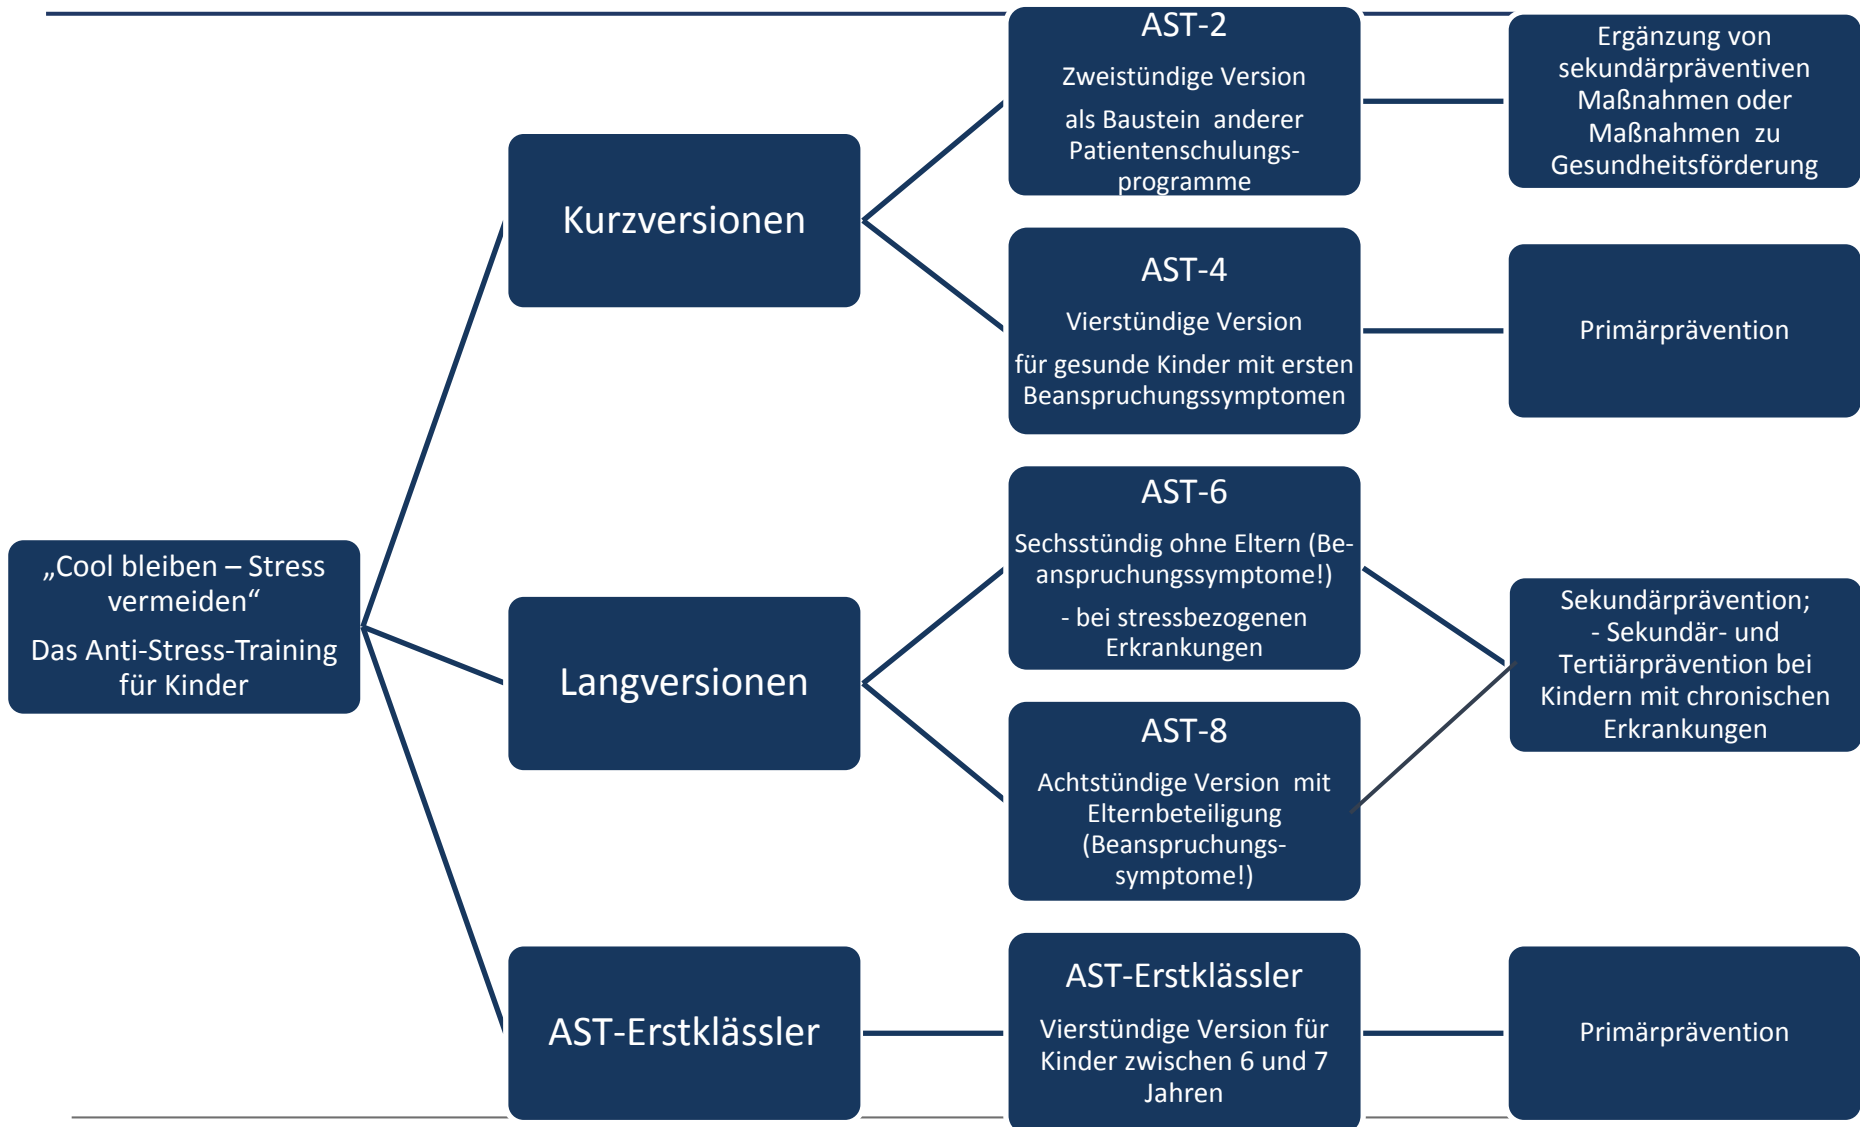 „Cool bleiben – Stress
vermeiden“
Das Anti-Stress-Training
für Kinder
Kurzversionen
AST-2
Zweistündige Version
als Baustein anderer
Patientenschulungs-
programme
Ergänzung von
sekundärpräventiven
Maßnahmen oder
Maßnahmen zu
Gesundheitsförderung
AST-4
Vierstündige Version
für gesunde Kinder mit ersten
Beanspruchungssymptomen
Primärprävention
Langversionen
AST-6
Sechsstündig ohne Eltern (Be-
anspruchungssymptome!)
- bei stressbezogenen
Erkrankungen
AST-8
Achtstündige Version mit
Elternbeteiligung
(Beanspruchungs-
symptome!)
Sekundärprävention;
- Sekundär- und
Tertiärprävention bei
Kindern mit chronischen
Erkrankungen
AST-Erstklässler
AST-Erstklässler
Vierstündige Version für
Kinder zwischen 6 und 7
Jahren
Primärprävention